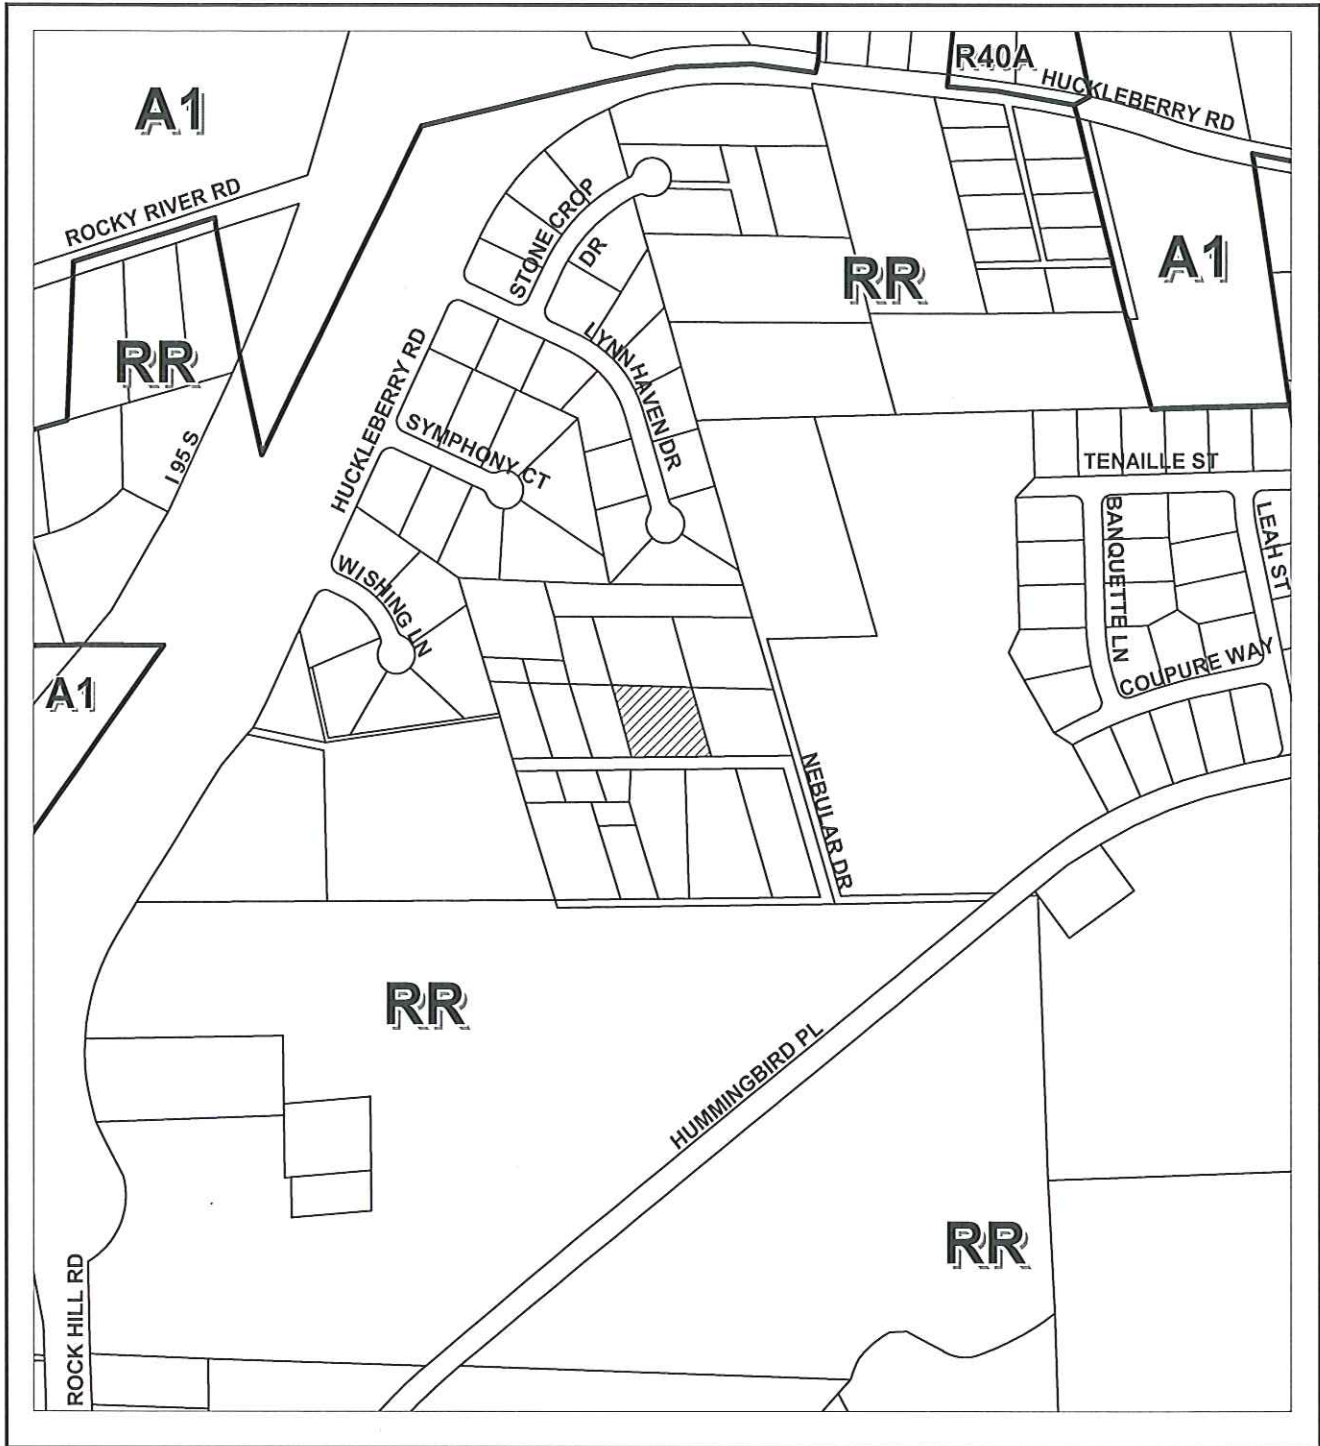 R40A
HUCKLEBERRY RD
A1
ROCKY RIVER RD
STONE CROP
DR
A1
RR
RR
LYNNHAVEN DR
HUCKLEBERRY RD
SYMPHONY CT
I 95 S
TENAILLE ST
BANQUETTE LN
LEAH ST
WISHING LN
COUPURE WAY
A1
NEBULAR DR
RR
HUMMINGBIRD PL
RR
ROCK HILL RD